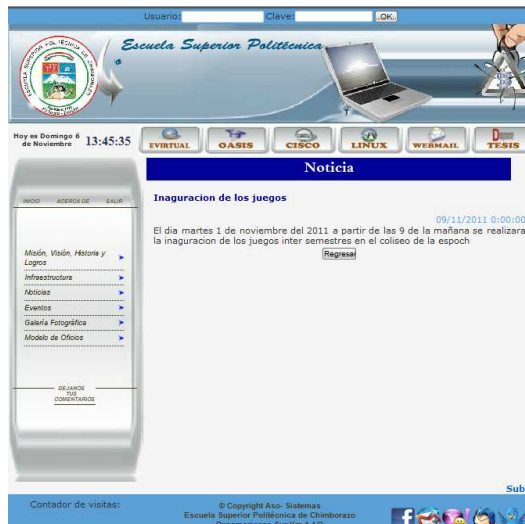 Usuario: Clave: .:OK:.
Escuela Superior Politécnica
o
Hoy es Domingo 6
de Noviembre
13:45:35
EVIRTUAL
OASIS
CISCO
LINUX
WEBMAIL
TESIS
Noticia
INICIO ACERCA DE SALIR
Inaguracion de los juegos
09/11/2011 0:00:00
El dia martes 1 de noviembre del 2011 a partir de las 9 de la mañana se realizara
la inaguracion de los juegos inter semestres en el coliseo de la espoch
Regresar
Misión, Visión, Historia y
Logros
Infraestructura
Noticias
Eventos
Galería Fotográfica
Modelo de Oficios
DEJANOS
TUS
COMENTARIOS
Sub
Contador de visitas:
© Copyright Aso- Sistemas
Escuela Superior Politécnica de Chimborazo